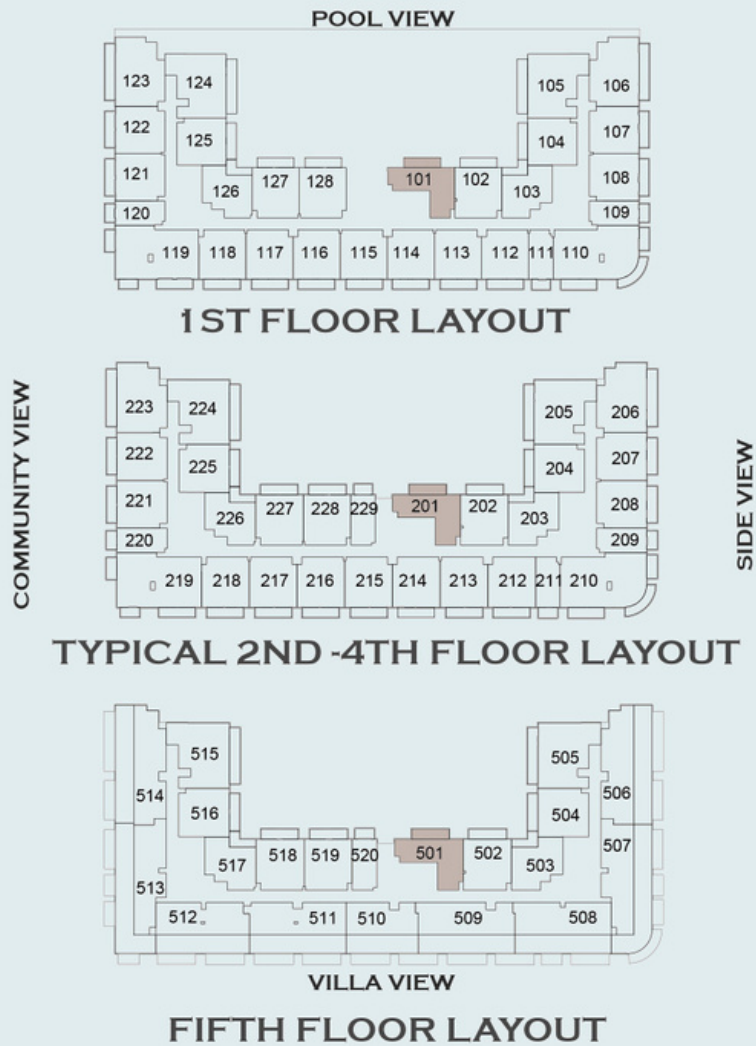 POOL VIEW
123 124 105 106
122 125 104 107
121 126 127 128 101 102 103 108
120 109
119 118 117 116 115 114 113 112 111 110
1ST FLOOR LAYOUT
COMMUNITY VIEW
SIDE VIEW
223 224 205 206
222 225 204 207
221 226 227 228 229 201 202 203 208
220 209
219 218 217 216 215 214 213 212 211 210
TYPICAL 2ND -4TH FLOOR LAYOUT
515 505
514 516 504 506
517 518 519 520 501 502 503 507
513
512 511 510 509 508
VILLA VIEW
FIFTH FLOOR LAYOUT